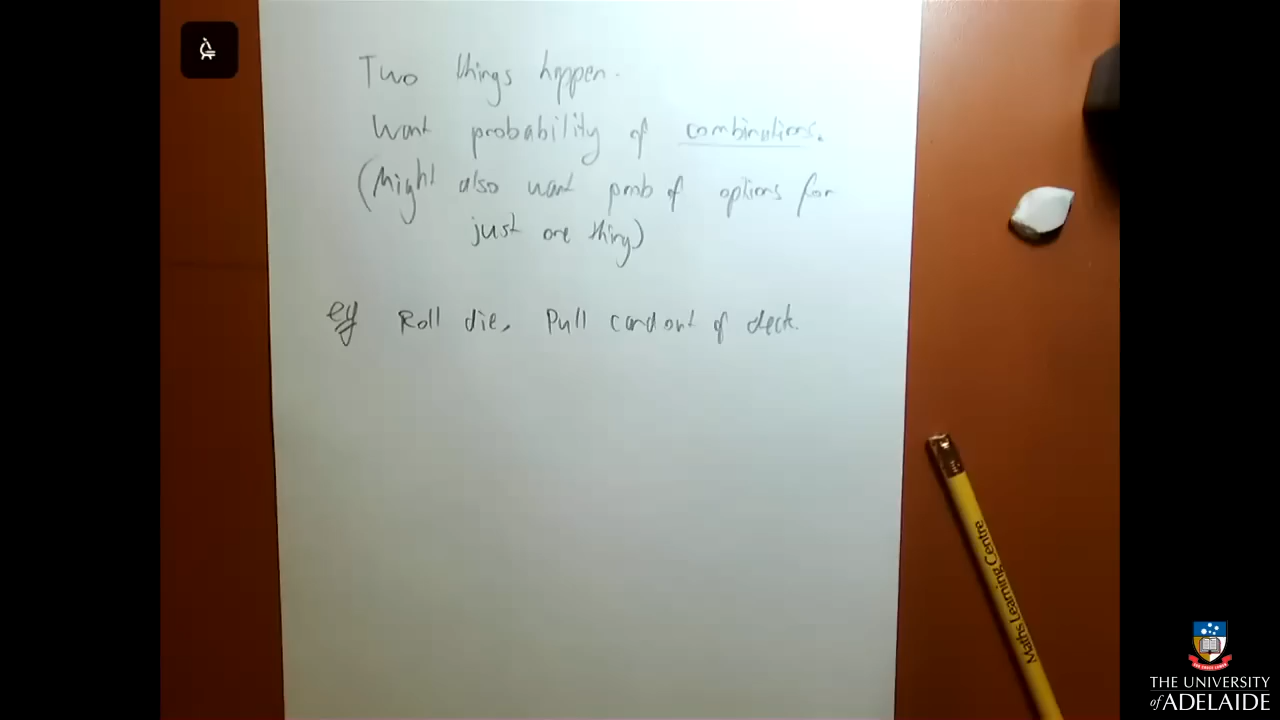 Two things happen.
Want probability of combinations.
(Might also want prob of options for
just one thing)
eg Roll die, Pull card out of deck.
Maths Learning Centre
THE UNIVERSITY
of ADELAIDE